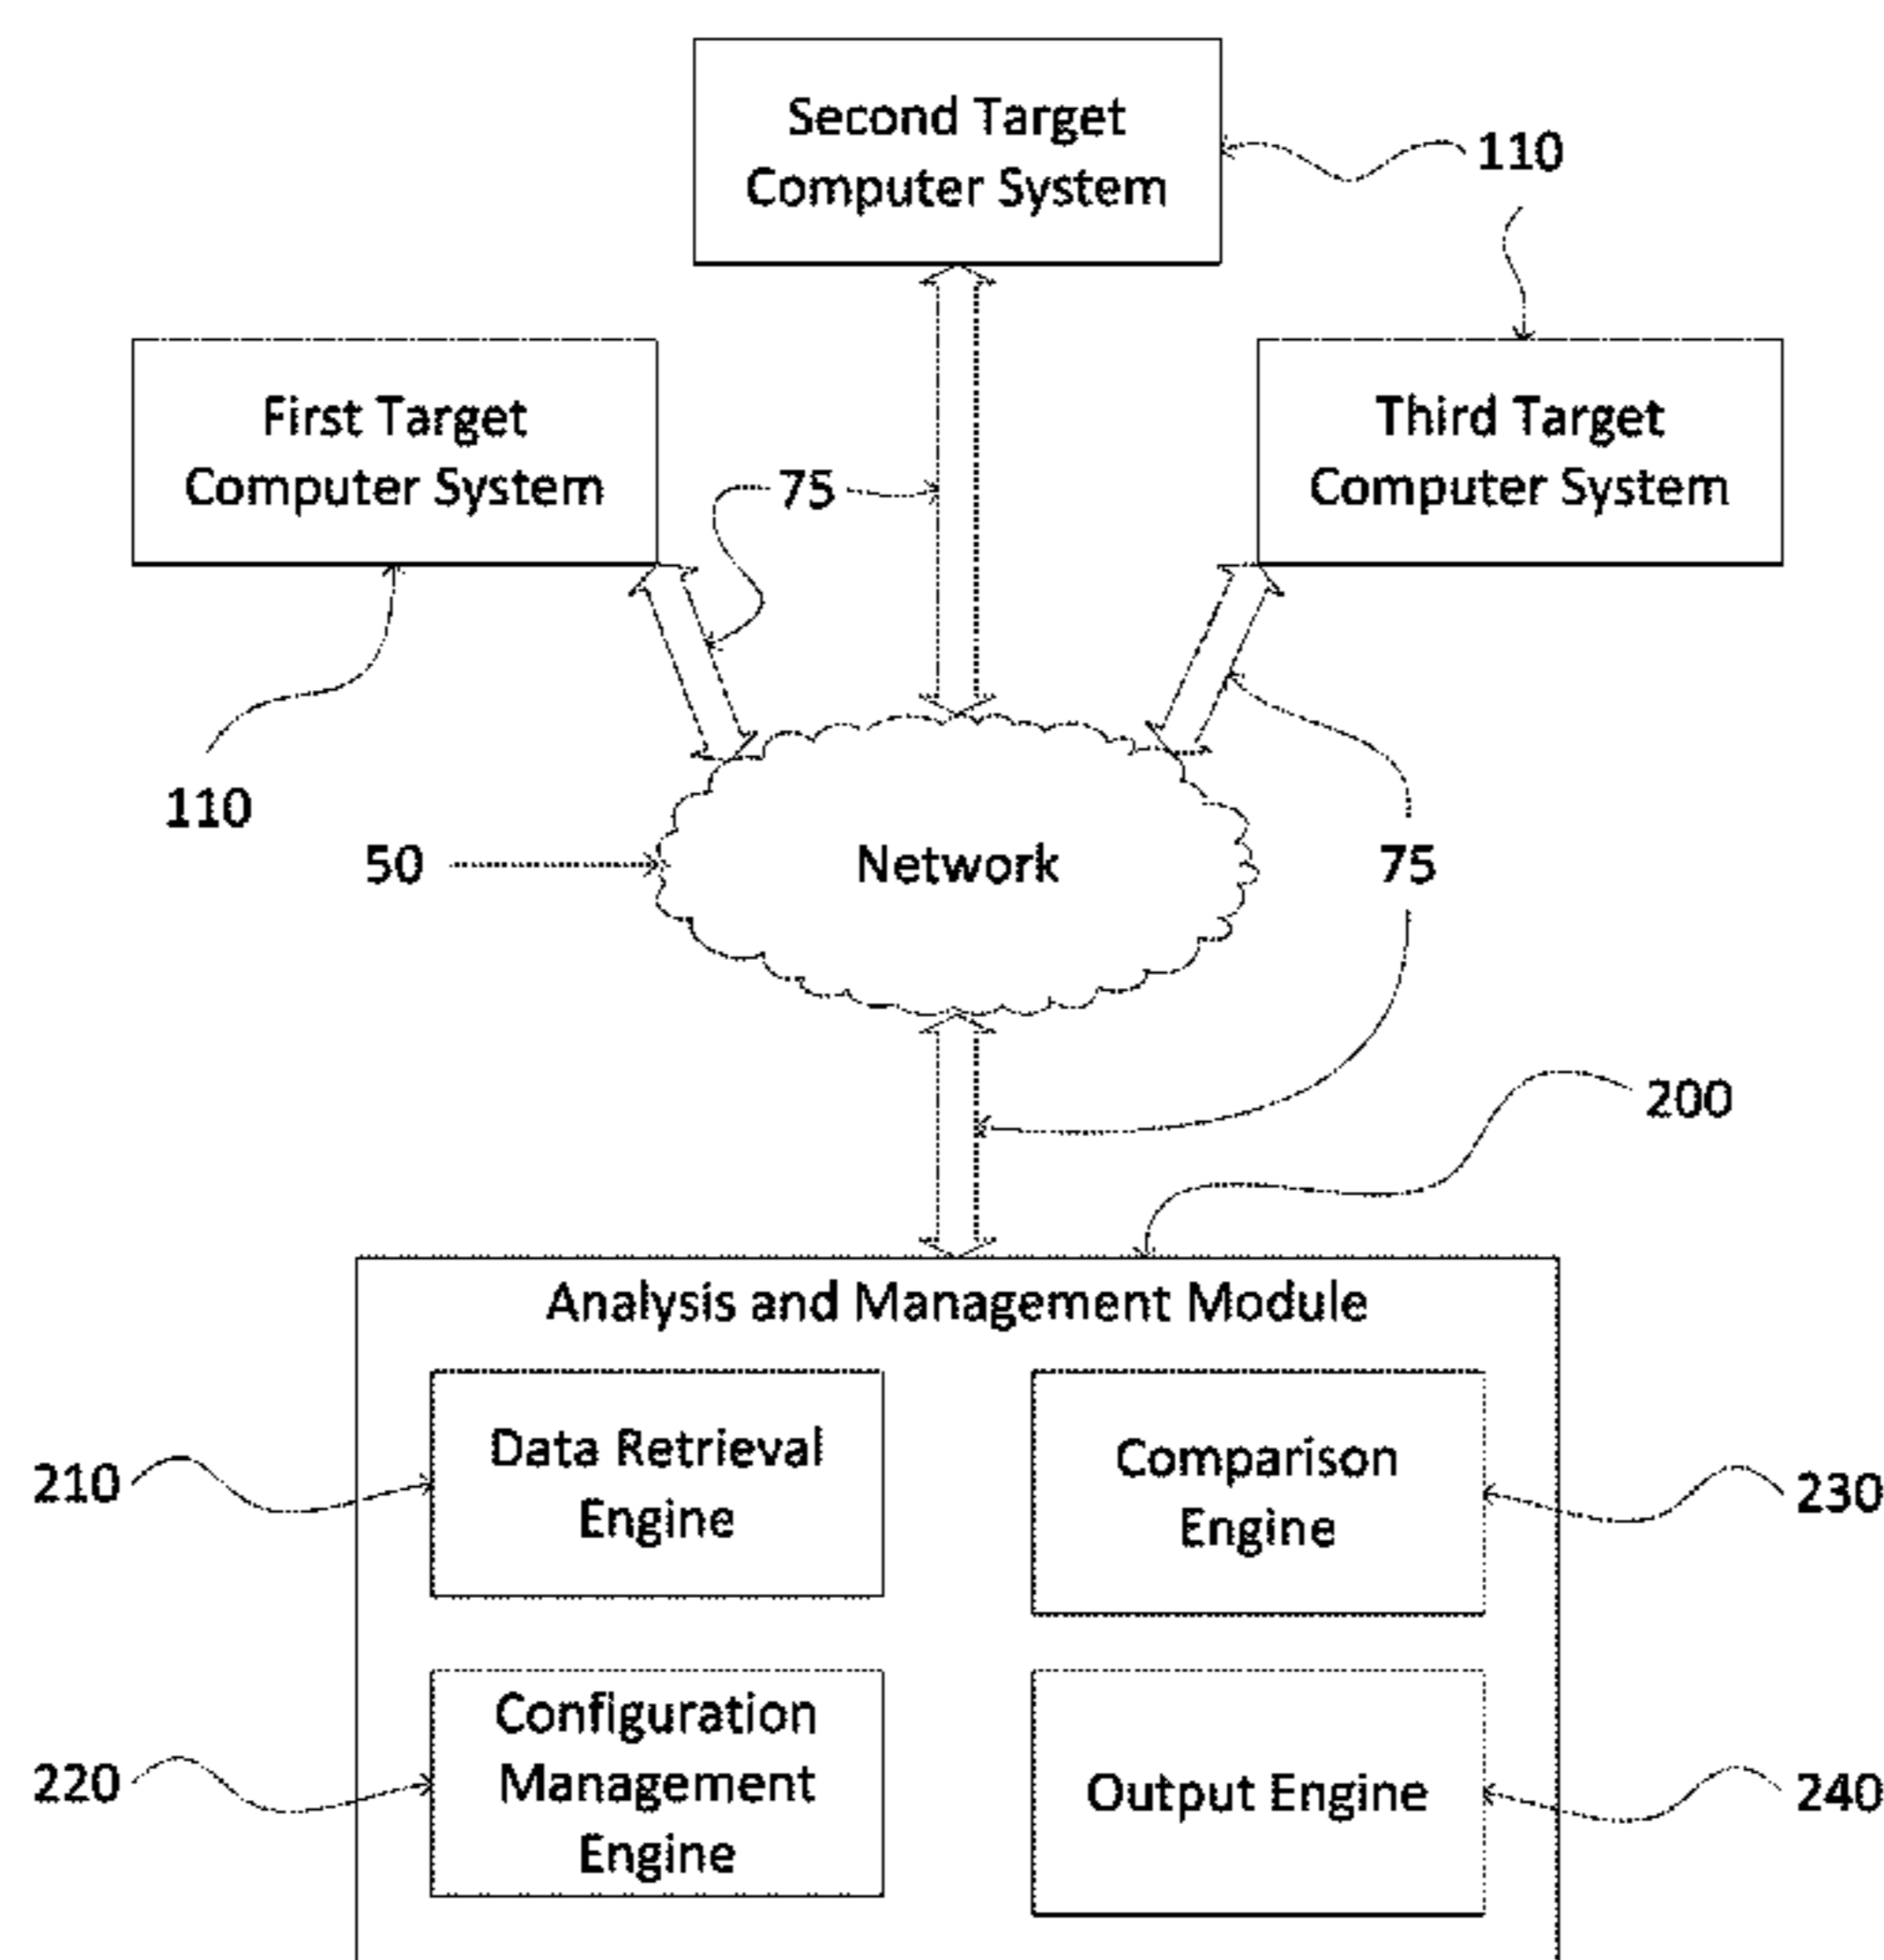 Second Target
Computer System
110
First Target
Computer System
75
Third Target
Computer System
110
50
Network
75
200
Analysis and Management Module
210
Data Retrieval
Engine
Comparison
Engine
230
220
Configuration
Management
Engine
Output Engine
240